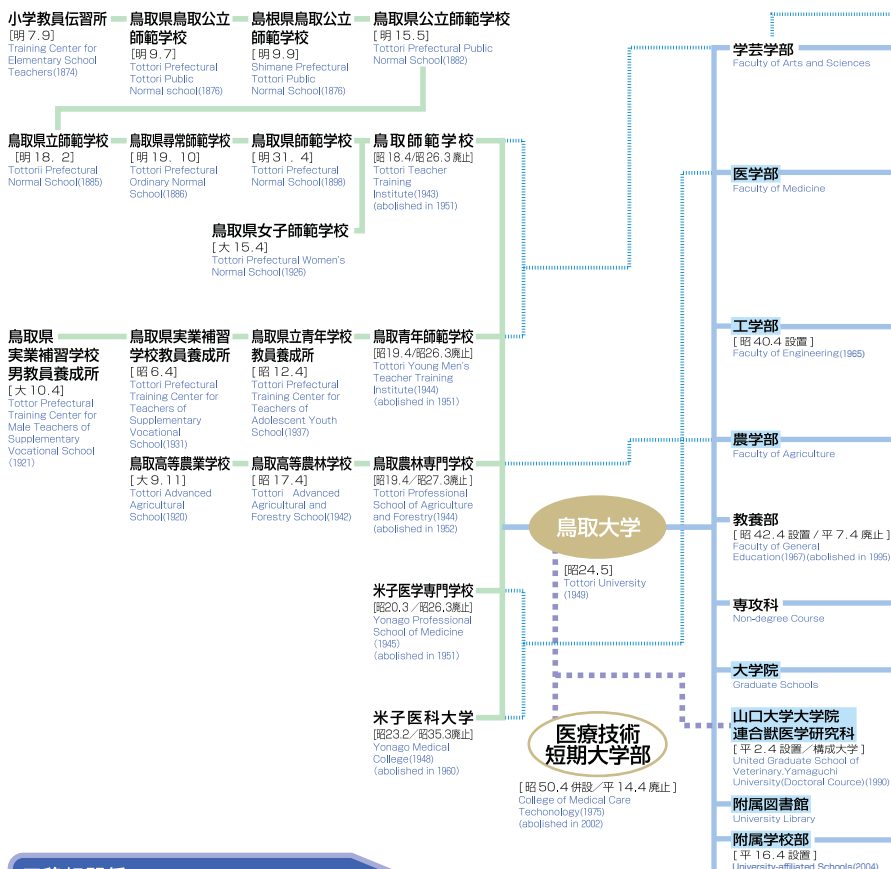 小学教員伝習所
[明 7.9]
Training Center for
Elementary School
Teachers(1874)
鳥取県鳥取公立
師範学校
[明9.7]
Tottori Prefectural
Tottori Public
Normal school(1876)
島根県鳥取公立
師範学校
[明9.9]
Shimane Prefectural
Tottori Public
Normal School(1876)
鳥取県公立師範学校
[明 15.5]
Tottori Prefectural Public
Normal School(1882)
鳥取県立師範学校
[明 18. 2]
Tottorii Prefectural
Normal School(1885)
鳥取県尋常師範学校
[明 19. 10]
Tottori Prefectural
Ordinary Normal
School(1886)
鳥取県師範学校
[明 31. 4]
Tottori Prefectural
Normal School(1898)
鳥取師範学校
[昭 18.4/昭 26.3 廃止]
Tottori Teacher
Training
Institute(1943)
(abolished in 1951)
鳥取県女子師範学校
[大 15.4]
Tottori Prefectural Women's
Normal School(1926)
鳥取県
実業補習学校
男教員養成所
[大 10.4]
Tottor Prefectural
Training Center for
Male Teachers of
Supplementary
Vocational School
(1921)
鳥取県実業補習
学校教員養成所
[昭 6.4]
Tottori Prefectural
Training Center for
Teachers of
Supplementary
Vocational
School(1931)
鳥取県立青年学校
教員養成所
[昭 12.4]
Tottori Prefectural
Training Center for
Teachers of
Adolescent Youth
School(1937)
鳥取青年師範学校
[昭19.4/昭26.3廃止]
Tottori Young Men's
Teacher Training
Institute(1944)
(abolished in 1951)
鳥取高等農業学校
[大 9.11]
Tottori Advanced
Agricultural
School(1920)
鳥取高等農林学校
[昭 17.4]
Tottori Advanced
Agricultural and
Forestry School(1942)
鳥取農林専門学校
[昭19.4/昭27.3廃止]
Tottori Professional
School of Agriculture
and Forestry(1944)
(abolished in 1952)
米子医学専門学校
[昭20.3/昭26.3廃止]
Yonago Professional
School of Medicine
(1945)
(abolished in 1951)
米子医科大学
[昭23.2/昭35.3廃止]
Yonago Medical
College(1948)
(abolished in 1960)
鳥取大学
[昭24.5]
Tottori University
(1949)
医療技術
短期大学部
[昭 50.4 併設/平 14.4 廃止]
College of Medical Care
Techonology(1975)
(abolished in 2002)
学芸学部
Faculty of Arts and Sciences
医学部
Faculty of Medicine
工学部
[昭 40.4 設置]
Faculty of Engineering(1965)
農学部
Faculty of Agriculture
教養部
[昭 42.4 設置 / 平 7.4 廃止]
Faculty of General
Education(1967)(abolished in 1995)
専攻科
Non-degree Course
大学院
Graduate Schools
山口大学大学院
連合獣医学研究科
[平 2.4 設置/構成大学]
United Graduate School of
Veterinary,Yamaguchi
University(Doctoral Cource)(1990)
附属図書館
University Library
附属学校部
[平 16.4 設置]
University-affiliated Schools(2004)